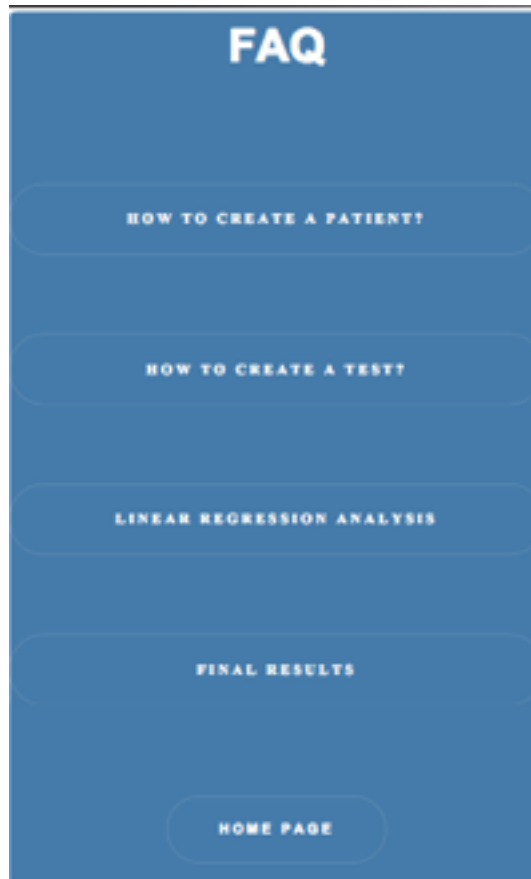 FAQ
HOW TO CREATE A PATIENT?
HOW TO CREATE A TEST?
LINEAR REGRESSION ANALYSIS
FINAL RESULTS
HOME PAGE